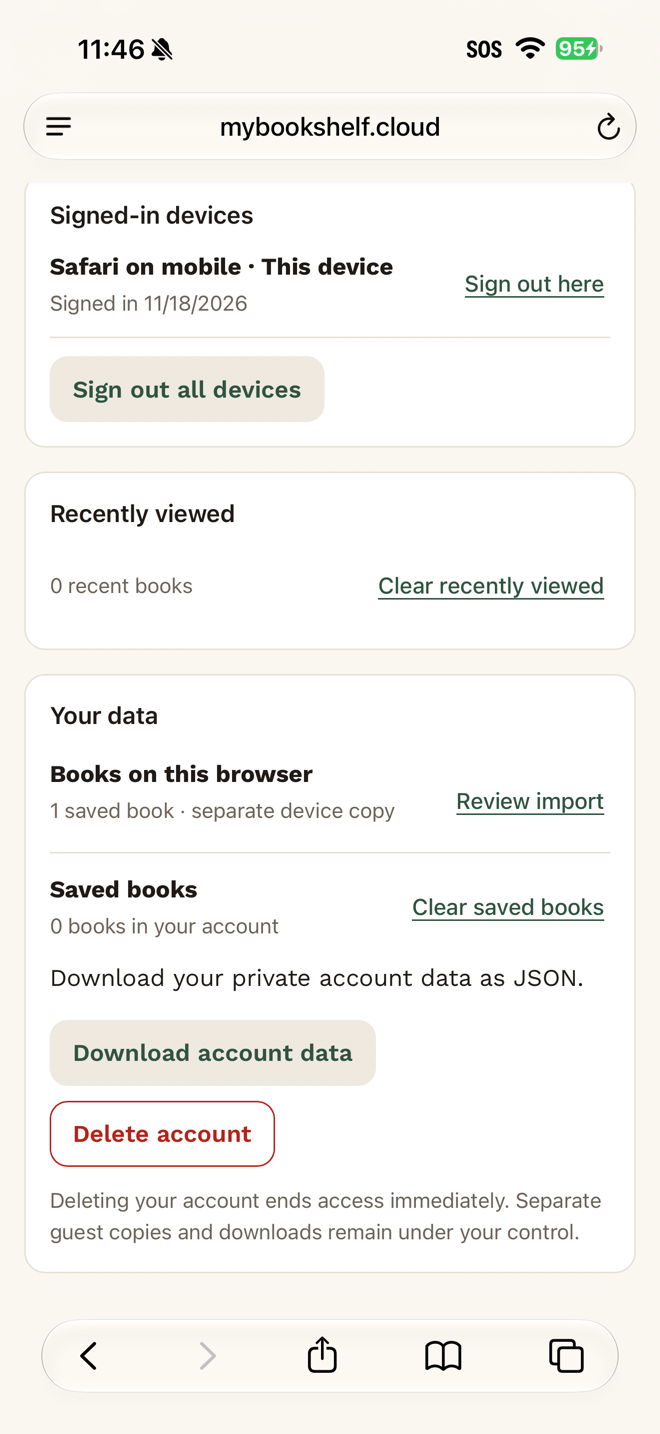 11:46
SOS
95
mybookshelf.cloud
Signed-in devices
Safari on mobile · This device
Signed in 11/18/2026
Sign out here
Sign out all devices
Recently viewed
0 recent books
Clear recently viewed
Your data
Books on this browser
1 saved book · separate device copy
Review import
Saved books
0 books in your account
Clear saved books
Download your private account data as JSON.
Download account data
Delete account
Deleting your account ends access immediately. Separate
guest copies and downloads remain under your control.